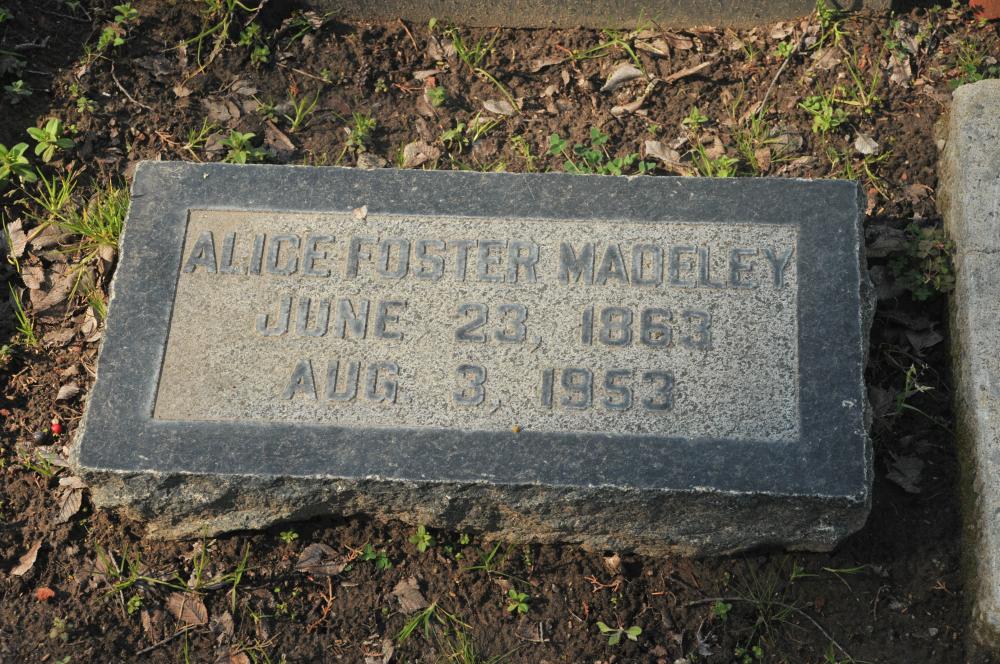 ALICE FOSTER MADELEY
JUNE 23, 1863
AUG 3, 1953